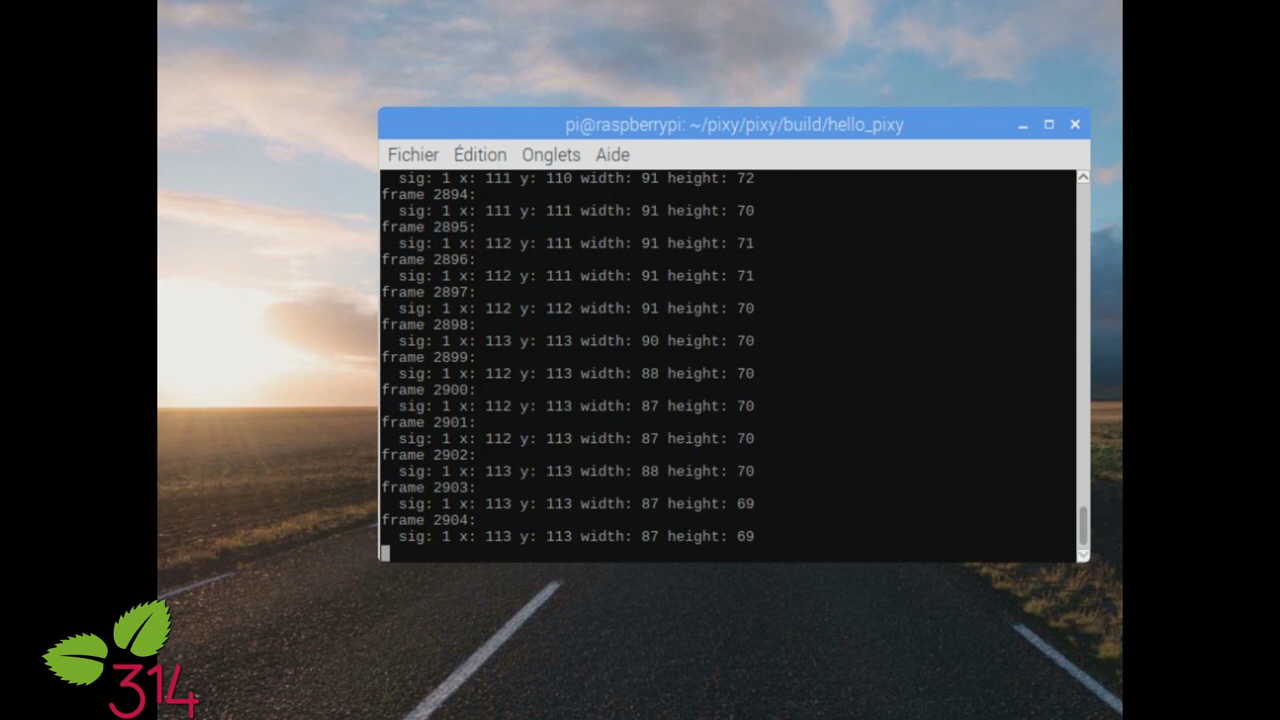 pi@raspberrypi: ~/pixy/pixy/build/hello_pixy
Fichier Édition Onglets Aide
sig: 1 x: 111 y: 110 width: 91 height: 72
frame 2894:
sig: 1 x: 111 y: 111 width: 91 height: 70
frame 2895:
sig: 1 x: 112 y: 111 width: 91 height: 71
frame 2896:
sig: 1 x: 112 y: 111 width: 91 height: 71
frame 2897:
sig: 1 x: 112 y: 112 width: 91 height: 70
frame 2898:
sig: 1 x: 113 y: 113 width: 90 height: 70
frame 2899:
sig: 1 x: 112 y: 113 width: 88 height: 70
frame 2900:
sig: 1 x: 112 y: 113 width: 87 height: 70
frame 2901:
sig: 1 x: 112 y: 113 width: 87 height: 70
frame 2902:
sig: 1 x: 113 y: 113 width: 88 height: 70
frame 2903:
sig: 1 x: 113 y: 113 width: 87 height: 69
frame 2904:
sig: 1 x: 113 y: 113 width: 87 height: 69
314